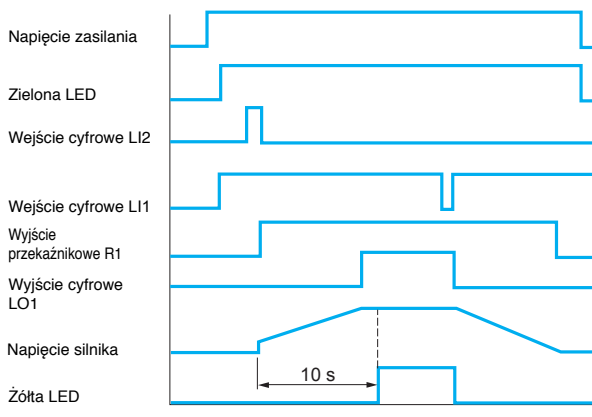 Napięcie zasilania
Zielona LED
Wejście cyfrowe LI2
Wejście cyfrowe LI1
Wyjście
przekaźnikowe R1
Wyjście cyfrowe
LO1
Napięcie silnika
10 s
Żółta LED